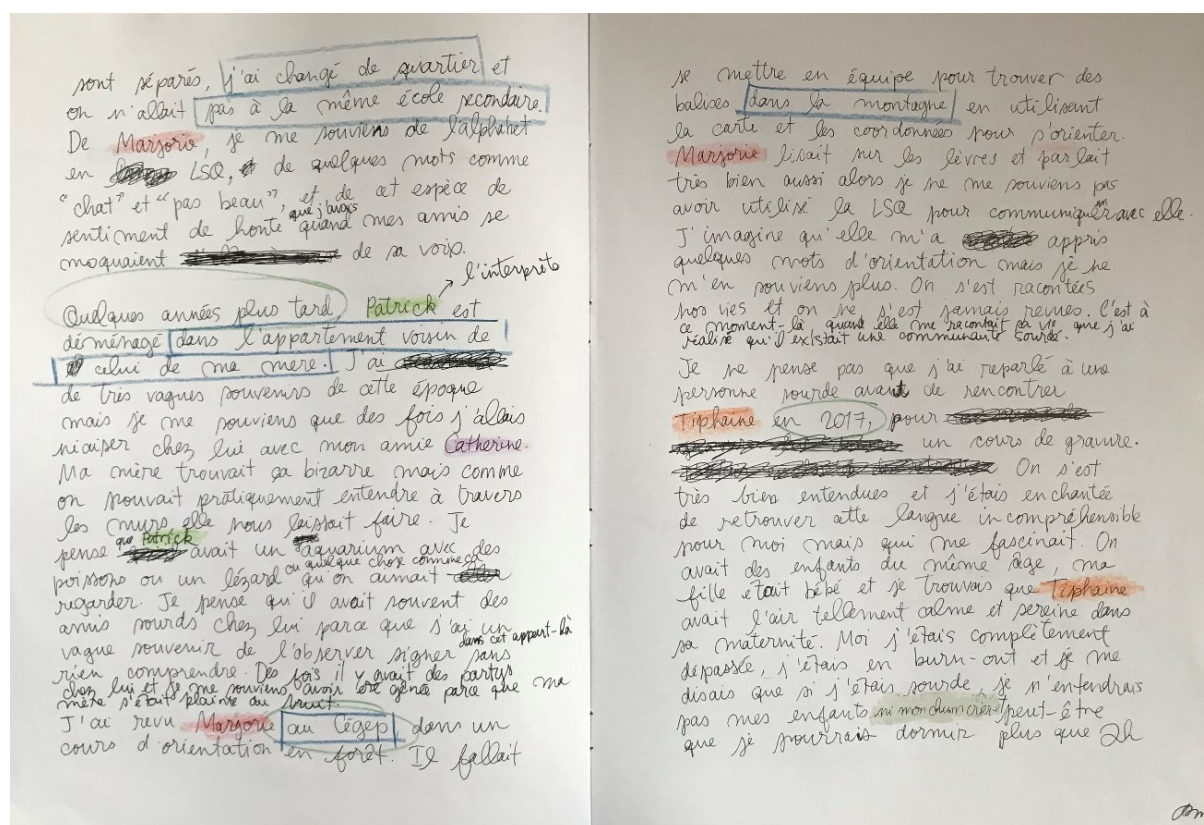 sont séparés, j'ai changé de quartier et
on n'allait pas à la même école secondaire.
De Marjorie, je me souviens de l'alphabet
en LSQ, de quelques mots comme
"chat" et "pas beau", et de cet espèce de
sentiment de honte que j'avais quand mes amis se
moquaient de sa voix.
l'interprète
Quelques années plus tard Patrick est
déménagé dans l'appartement voisin de
celui de ma mère. J'ai
de très vagues souvenirs de cette époque
mais je me souviens que des fois j'allais
niaiser chez lui avec mon amie Catherine.
Ma mère trouvait ça bizarre mais comme
on pouvait pratiquement entendre à travers
les murs elle nous laissait faire. Je
pense que Patrick avait un aquarium avec des
poissons ou un lézard ou quelque chose comme ça qu'on aimait
regarder. Je pense qu'il avait souvent des
amis sourds chez lui parce que j'ai un
vague souvenir de l'observer signer dans cet appart-là sans
rien comprendre. Des fois il y avait des partys
chez lui et je me souviens avoir été gênée parce que ma
mère s'était plainte du bruit.
J'ai revu Marjorie au Cégep dans un
cours d'orientation en forêt. Il fallait
se mettre en équipe pour trouver des
balises dans la montagne en utilisant
la carte et les coordonnées pour s'orienter.
Marjorie lisait sur les lèvres et parlait
très bien aussi alors je ne me souviens pas
avoir utilisé la LSQ pour communiquer avec elle.
J'imagine qu'elle m'a appris
quelques mots d'orientation mais je ne
m'en souviens plus. On s'est racontées
nos vies et on ne s'est jamais revues. C'est à
ce moment-là quand elle me racontait sa vie que j'ai
réalisé qu'il existait une communauté sourde.
Je ne pense pas que j'ai reparlé à une
personne sourde avant de rencontrer
Tiphaine en 2017, pour
un cours de gravure.
On s'est
très bien entendues et j'étais enchantée
de retrouver cette langue incompréhensible
pour moi mais qui me fascinait. On
avait des enfants du même âge, ma
fille était bébé et je trouvais que Tiphaine
avait l'air tellement calme et sereine dans
sa maternité. Moi j'étais complètement
dépassée, j'étais en burn-out et je me
disais que si j'étais sourde je n'entendrais
pas mes enfants ni mon chum crier et peut-être
que je pourrais dormir plus que 2h